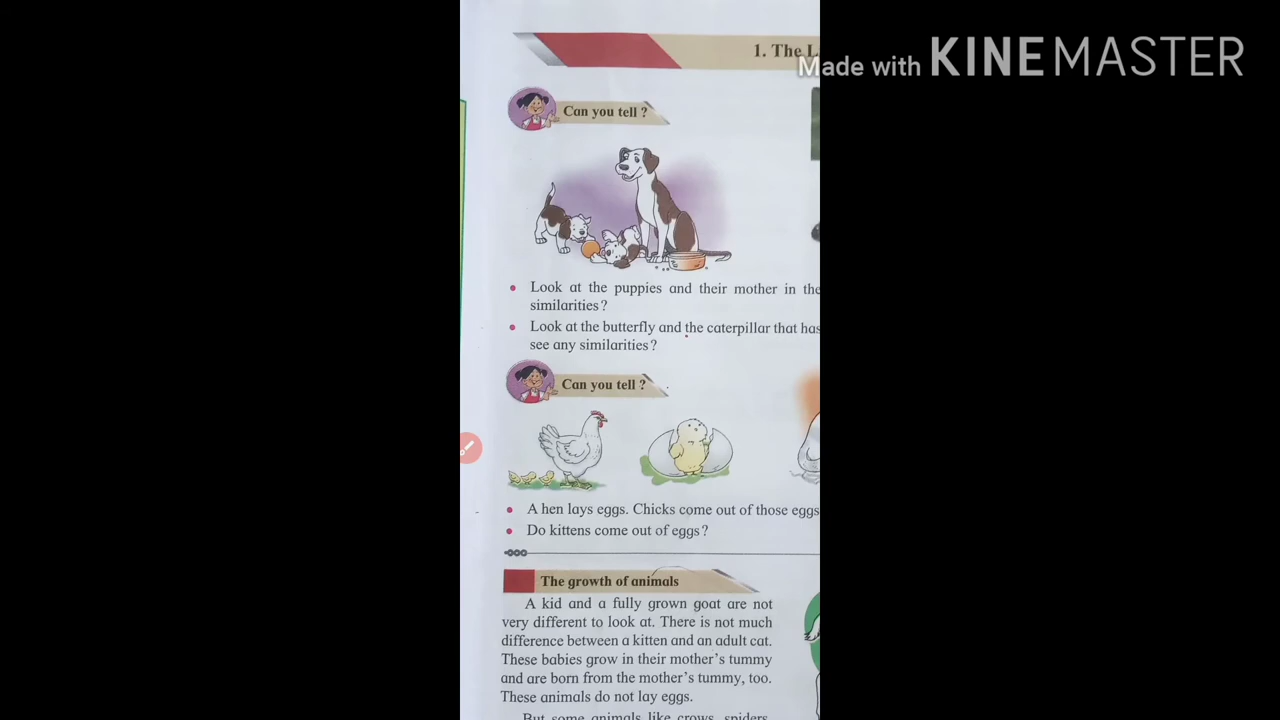 1. The L
Made with KINEMASTER
Can you tell ?
Look at the puppies and their mother in the
similarities ?
Look at the butterfly and the caterpillar that has
see any similarities ?
Can you tell ?
A hen lays eggs. Chicks come out of those eggs
Do kittens come out of eggs ?
The growth of animals
A kid and a fully grown goat are not
very different to look at. There is not much
difference between a kitten and an adult cat.
These babies grow in their mother's tummy
and are born from the mother's tummy, too.
These animals do not lay eggs.
But some animals like crows, spiders,